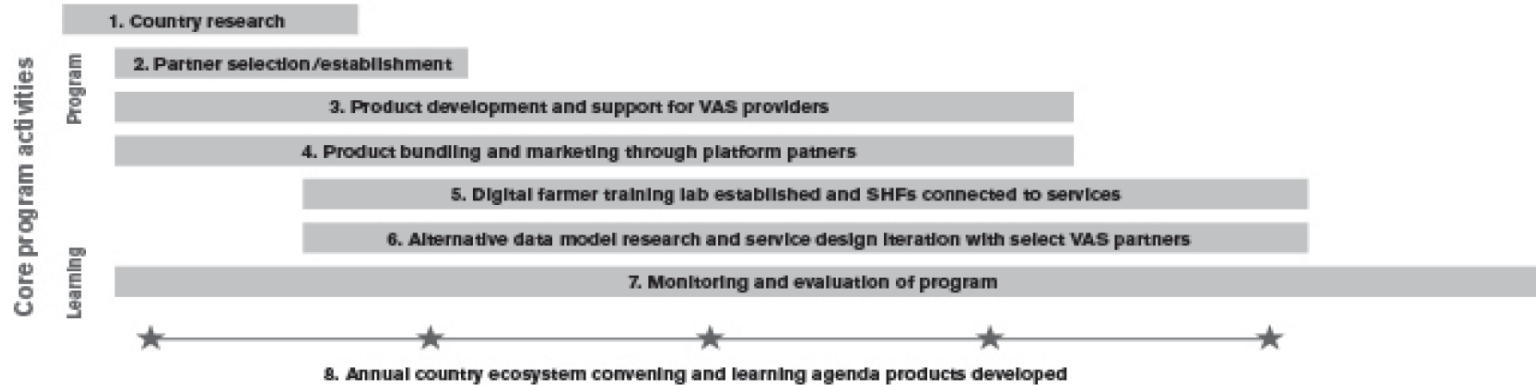 Core program activities
Program
Learning
1. Country research
2. Partner selection/establishment
3. Product development and support for VAS providers
4. Product bundling and marketing through platform patners
5. Digital farmer training lab established and SHFs connected to services
6. Alternative data model research and service design iteration with select VAS partners
7. Monitoring and evaluation of program
8. Annual country ecosystem convening and learning agenda products developed